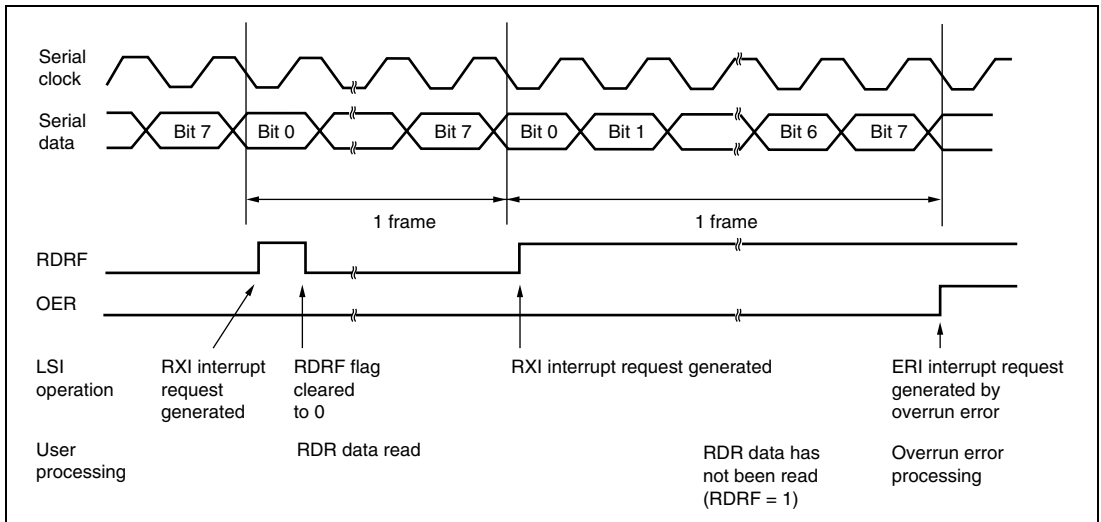 Serial
clock
Serial
data
Bit 7
Bit 0
Bit 7
Bit 0
Bit 1
Bit 6
Bit 7
1 frame
1 frame
RDRF
OER
LSI
operation
RXI interrupt
request
generated
RDRF flag
cleared
to 0
RXI interrupt request generated
ERI interrupt request
generated by
overrun error
User
processing
RDR data read
RDR data has
not been read
(RDRF = 1)
Overrun error
processing